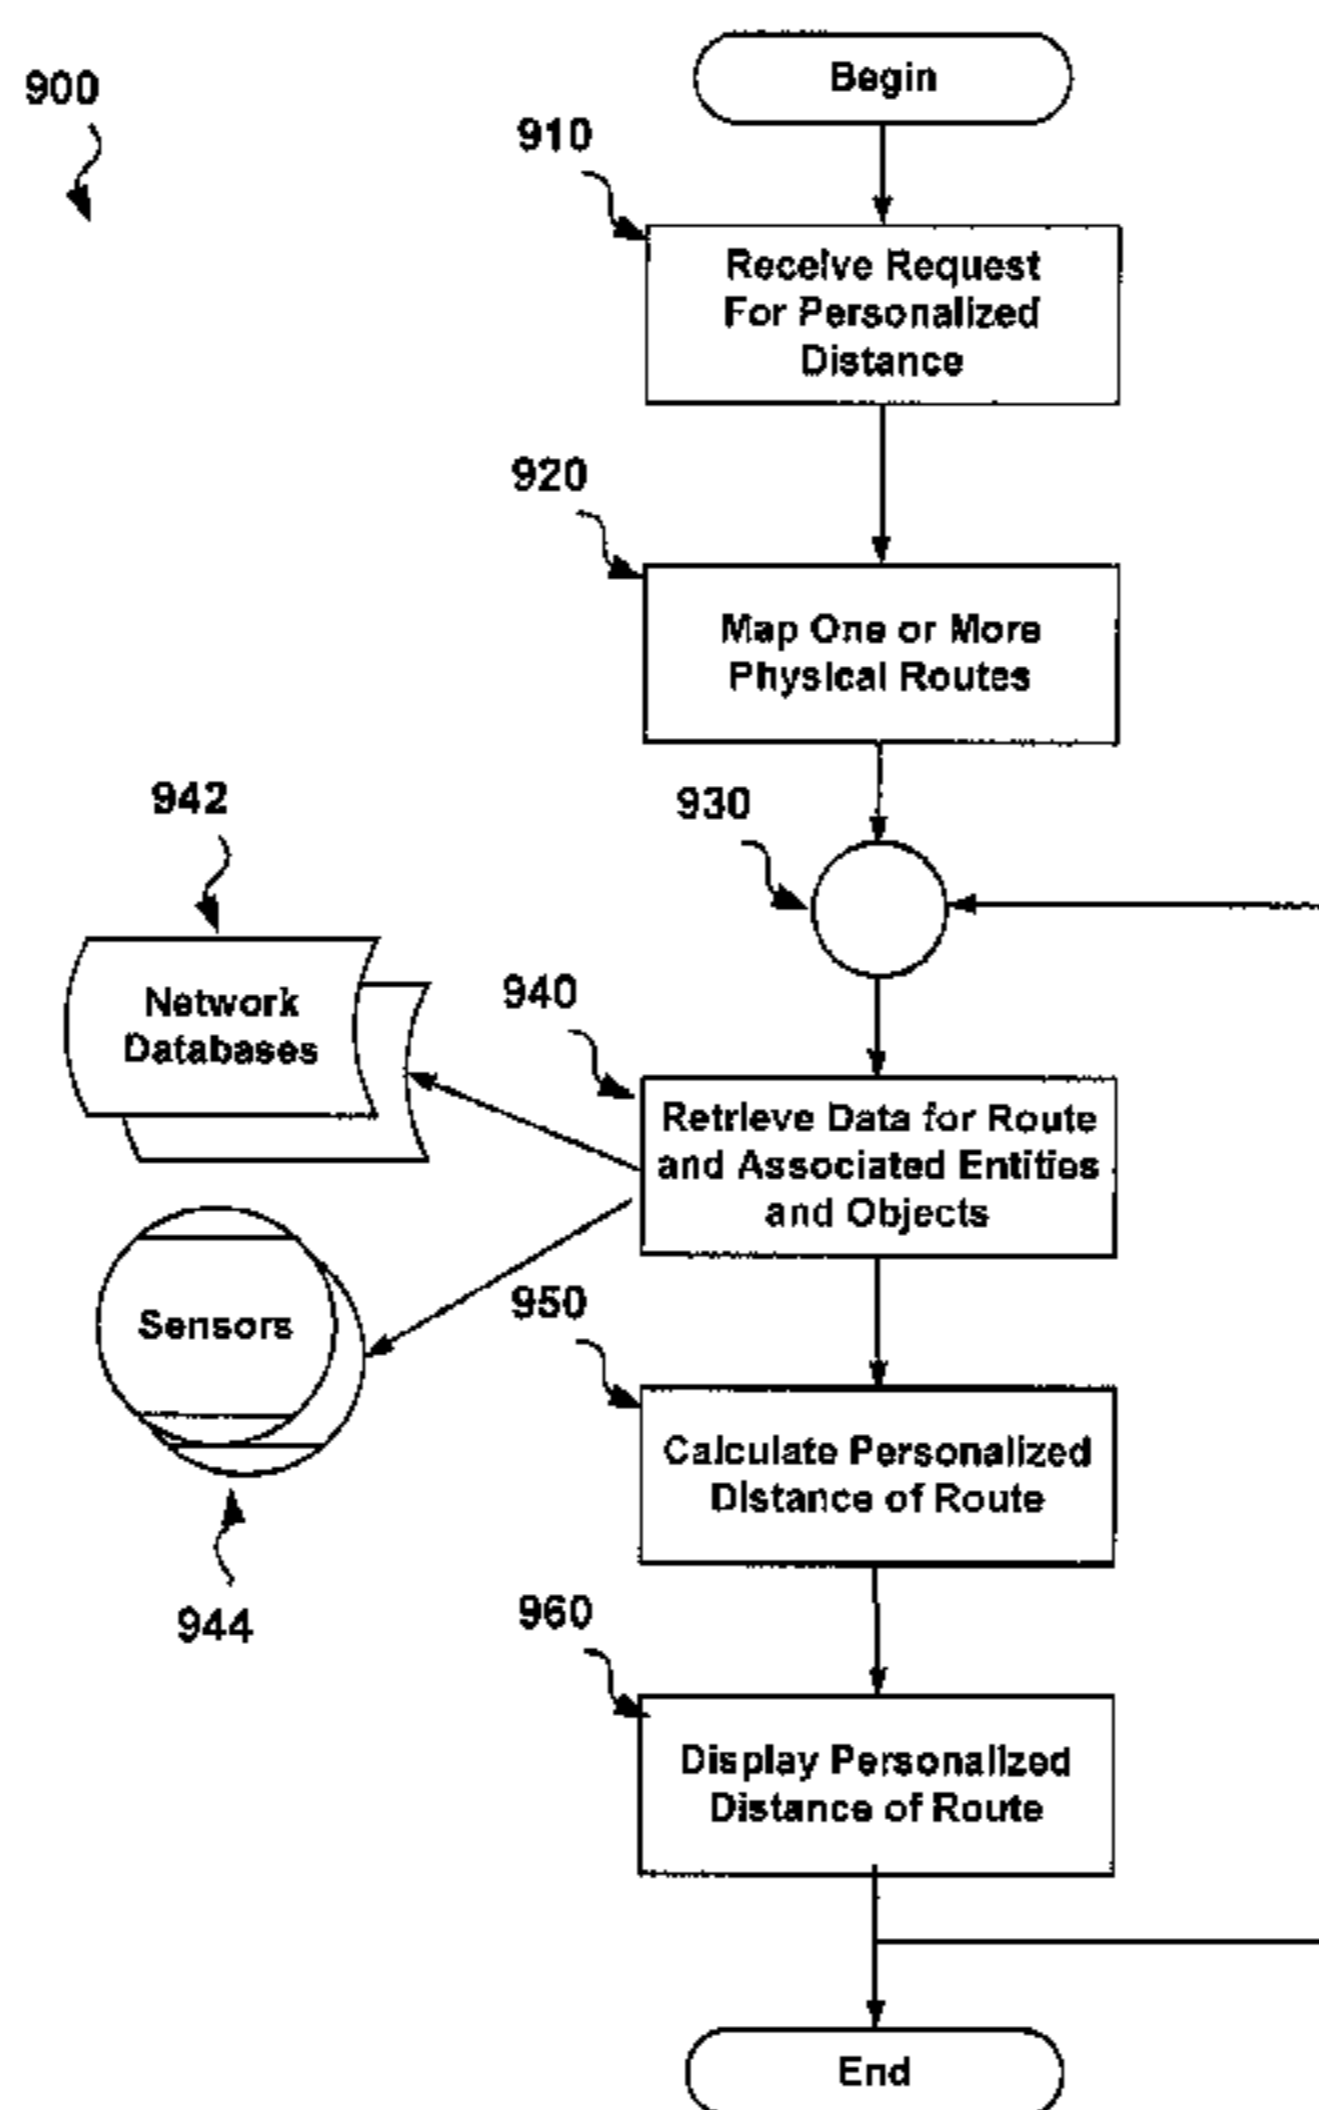 900
Begin
910
Receive Request
For Personalized
Distance
920
Map One or More
Physical Routes
930
942
Network
Databases
940
Retrieve Data for Route
and Associated Entities
and Objects
Sensors
944
950
Calculate Personalized
Distance of Route
960
Display Personalized
Distance of Route
End